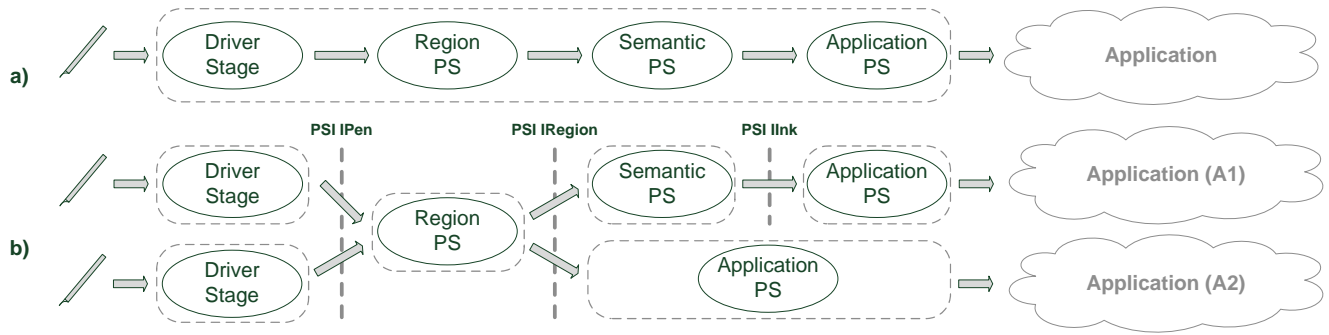 Driver
Stage
Region
PS
Semantic
PS
Application
PS
Application
a)
PSI IPen
PSI IRegion
PSI IInk
Driver
Stage
Semantic
PS
Application
PS
Application (A1)
Region
PS
b)
Driver
Stage
Application
PS
Application (A2)